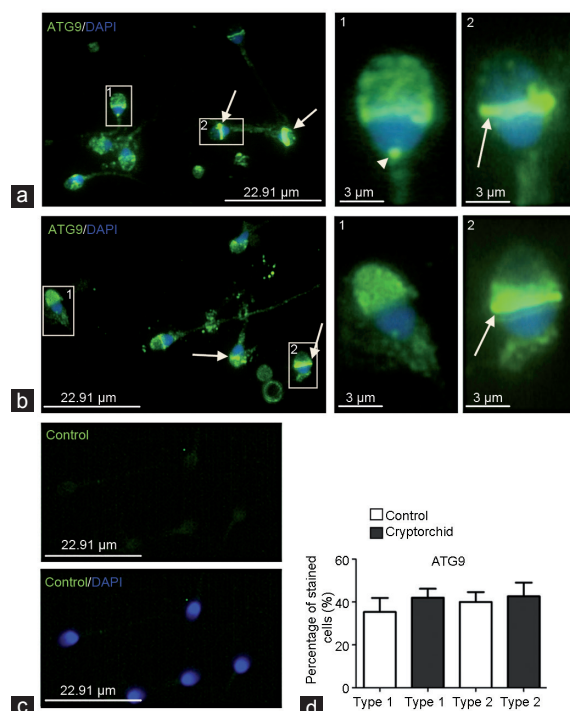 ATG9/DAPI
1
2
22.91 µm
1
3 µm
2
3 µm
a
ATG9/DAPI
1
2
22.91 µm
1
3 µm
2
3 µm
b
Control
22.91 µm
Control/DAPI
22.91 µm
c
Control
Cryptorchid
ATG9
Percentage of stained
cells (%)
60
40
20
0
Type 1 Type 1 Type 2 Type 2
d